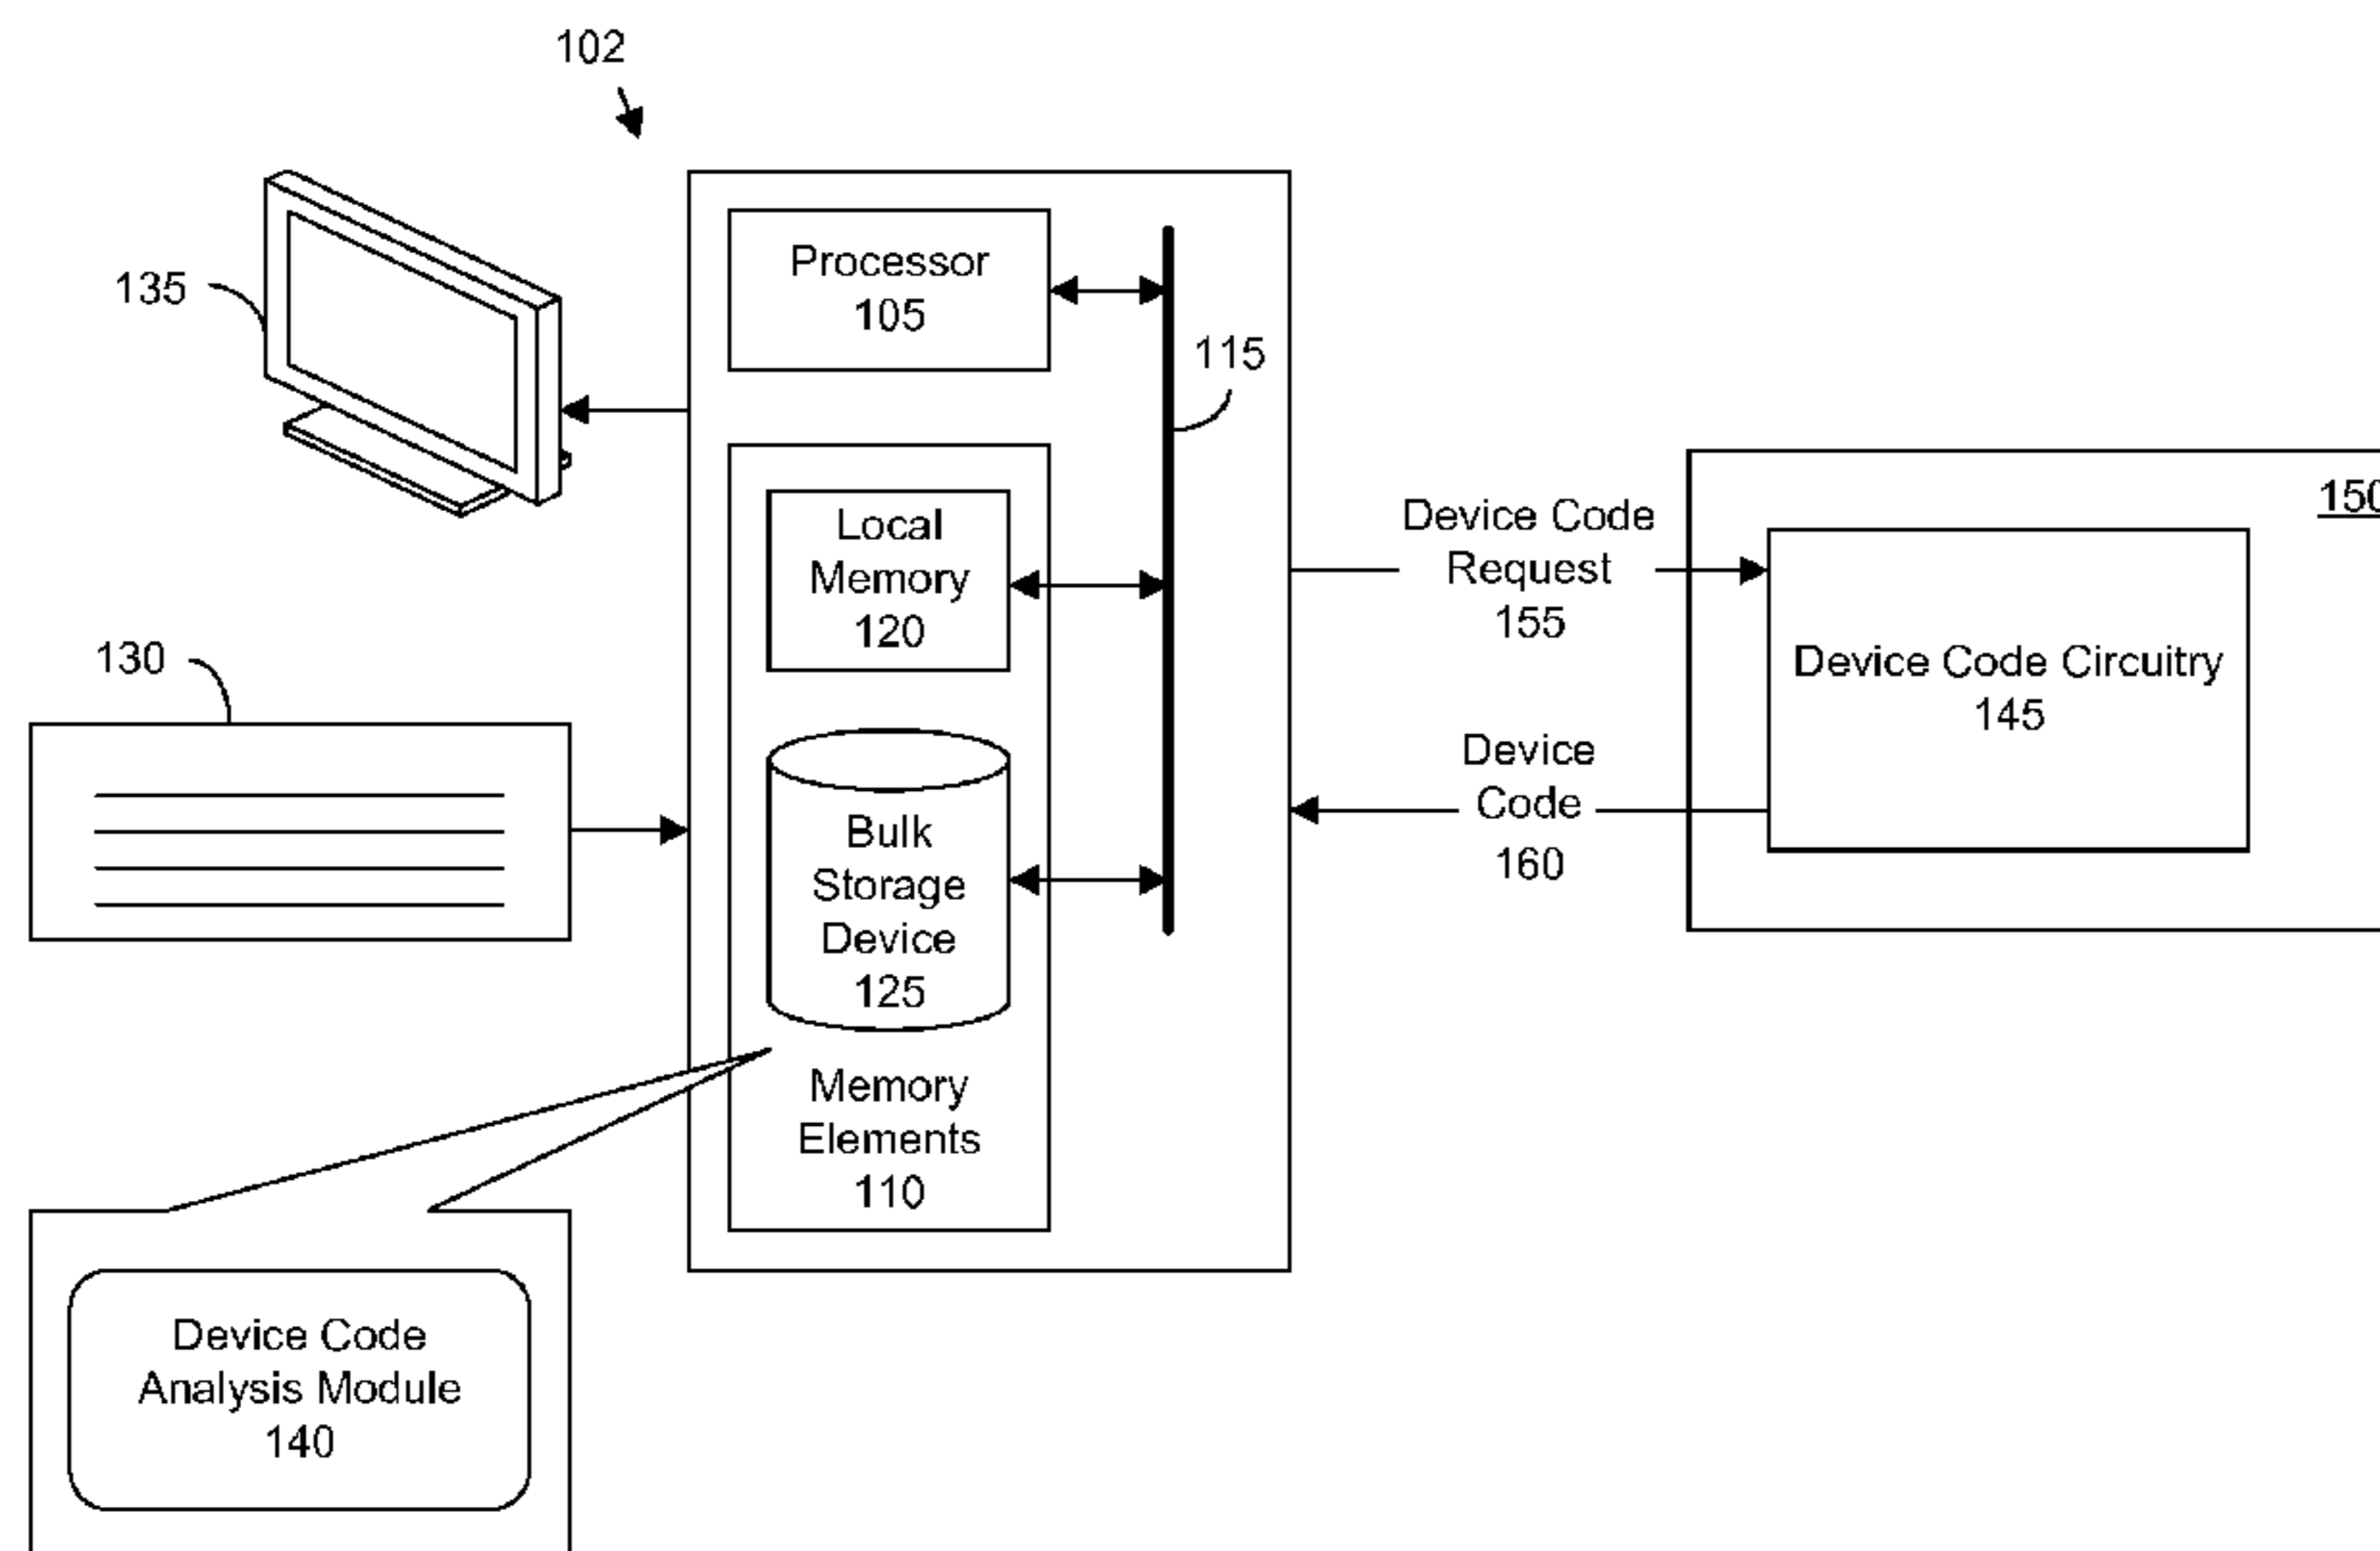 102
135
Processor
105
115
Local
Memory
120
130
Bulk
Storage
Device
125
Memory
Elements
110
Device Code
Analysis Module
140
Device Code
Request
155
Device
Code
160
150
Device Code Circuitry
145